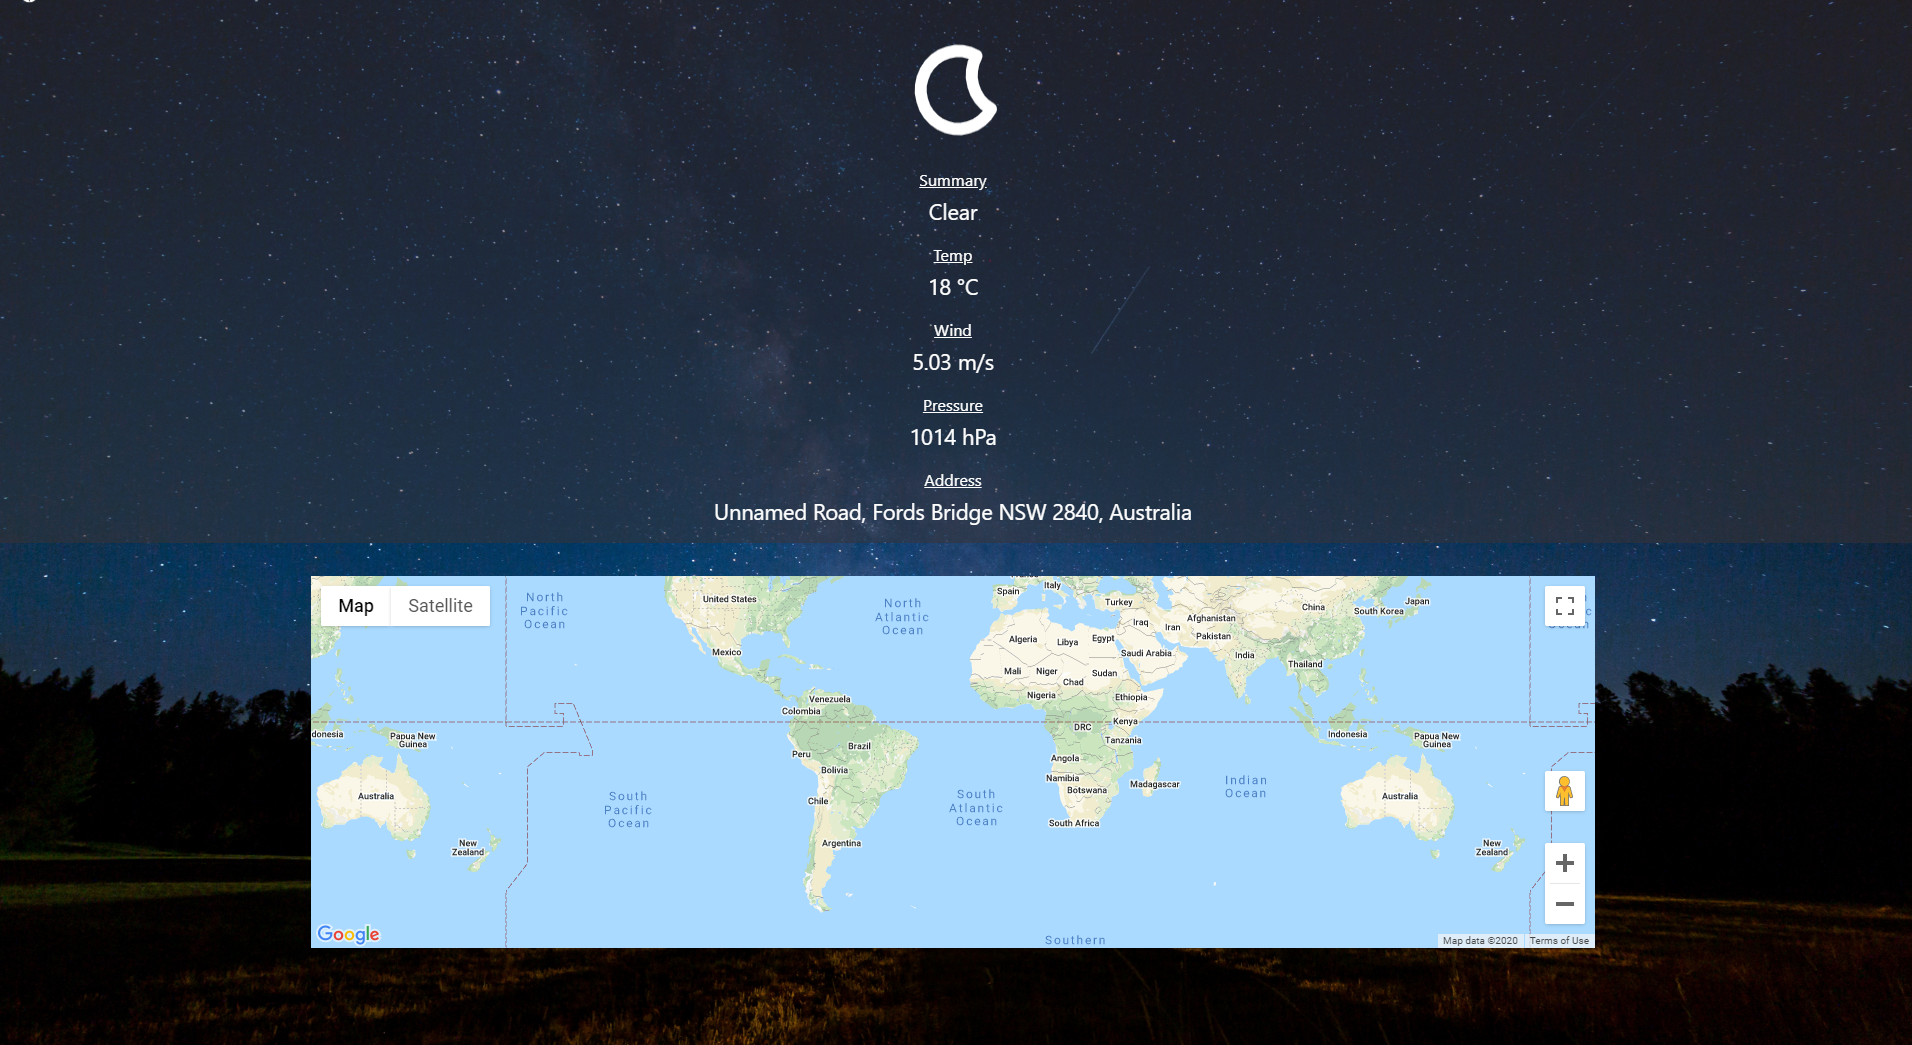 Summary
Clear
Temp
18 °C
Wind
5.03 m/s
Pressure
1014 hPa
Address
Unnamed Road, Fords Bridge NSW 2840, Australia
Map
Satellite
North
Pacific
Ocean
United States
Mexico
North
Atlantic
Ocean
Spain
Italy
Turkey
China
South Korea
Japan
Iraq
Iran
Afghanistan
Pakistan
Algeria
Libya
Egypt
Saudi Arabia
India
Thailand
Mali
Niger
Chad
Sudan
Nigeria
Ethiopia
Venezuela
Colombia
DRC
Kenya
Tanzania
donesia
Papua New
Guinea
Peru
Brazil
Bolivia
Angola
Namibia
Botswana
Madagascar
Indian
Ocean
Indonesia
Papua New
Guinea
Australia
South
Pacific
Ocean
Chile
South
Atlantic
Ocean
South Africa
Australia
New
Zealand
Argentina
New
Zealand
Southern
Google
Map data ©2020
Terms of Use